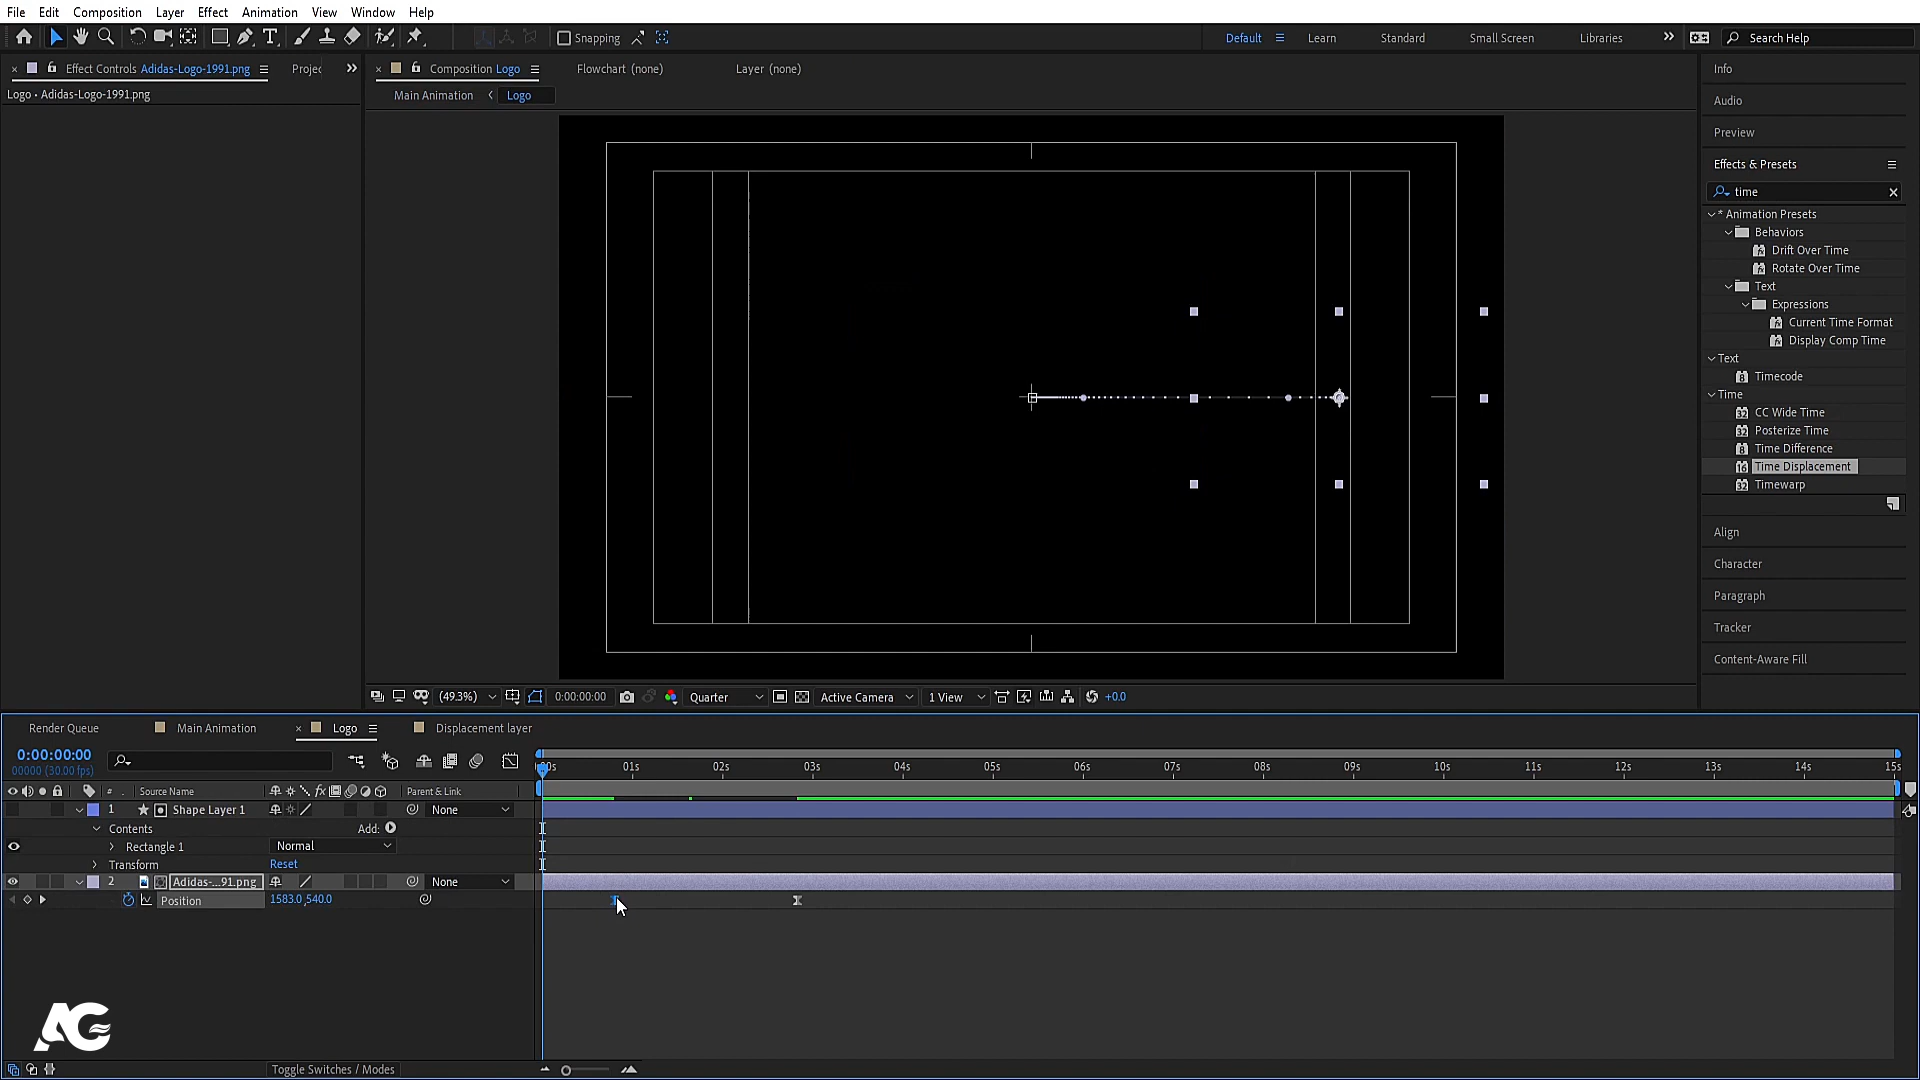 File Edit Composition Layer Effect Animation View Window Help
Snapping
Default Learn Standard Small Screen Libraries Search Help
Effect Controls Adidas-Logo-1991.png
Composition Logo
Flowchart (none)
Layer (none)
Logo • Adidas-Logo-1991.png
Main Animation Logo
Info
Audio
Preview
Effects & Presets
time
* Animation Presets
Behaviors
Drift Over Time
Rotate Over Time
Text
Expressions
Current Time Format
Display Comp Time
Text
Timecode
Time
CC Wide Time
Posterize Time
Time Difference
Time Displacement
Timewarp
Align
Character
Paragraph
Tracker
Content-Aware Fill
(49.3%) 0:00:00:00 Quarter Active Camera 1 View +0.0
Render Queue Main Animation Logo Displacement layer
0:00:00:00
00000 (30.00 fps)
01s 02s 03s 04s 05s 06s 07s 08s 09s 10s 11s 12s 13s 14s 15s
# Source Name Parent & Link
1 Shape Layer 1 None
Contents Add:
Rectangle 1 Normal
Transform Reset
2 Adidas-...91.png None
Position 1583.0,540.0
AG
Toggle Switches / Modes